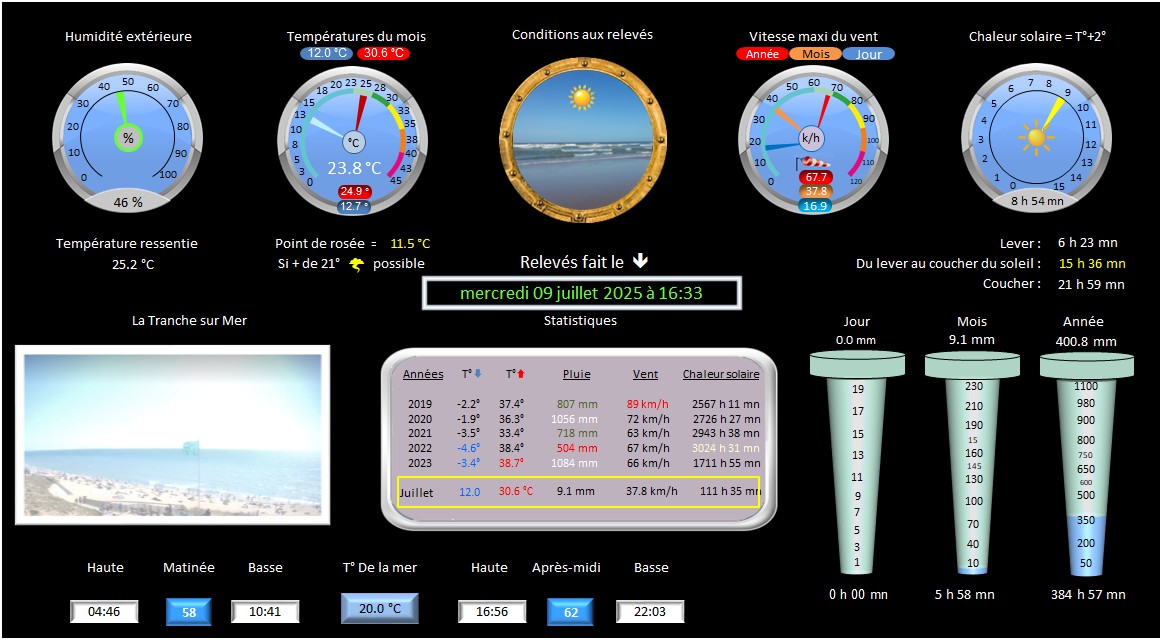 Humidité extérieure
0 10 20 30 40 50 60 70 80 90 100
%
46 %
Températures du mois
12.0 °C 30.6 °C
0 3 5 8 10 13 15 18 20 23 25 28 30 33 35 38 40 43 45
°C
23.8 °C
24.9 °
12.7 °
Conditions aux relevés
Vitesse maxi du vent
Année Mois Jour
0 10 20 30 40 50 60 70 80 90 100 110 120
k/h
67.7
37.8
16.9
Chaleur solaire = T°+2°
0 1 2 3 4 5 6 7 8 9 10 11 12 13 14 15
8 h 54 mn
Température ressentie
25.2 °C
Point de rosée = 11.5 °C
Si + de 21° possible
Relevés fait le
mercredi 09 juillet 2025 à 16:33
Lever : 6 h 23 mn
Du lever au coucher du soleil : 15 h 36 mn
Coucher : 21 h 59 mn
La Tranche sur Mer
Statistiques
Années T° T° Pluie Vent Chaleur solaire
2019 -2.2° 37.4° 807 mm 89 km/h 2567 h 11 mn
2020 -1.9° 36.3° 1056 mm 72 km/h 2726 h 27 mn
2021 -3.5° 33.4° 718 mm 63 km/h 2943 h 38 mn
2022 -4.6° 38.4° 504 mm 67 km/h 3024 h 31 mn
2023 -3.4° 38.7° 1084 mm 66 km/h 1711 h 55 mn
Juillet 12.0 30.6 °C 9.1 mm 37.8 km/h 111 h 35 mn
Jour
0.0 mm
19
17
15
13
11
9
7
5
3
1
0 h 00 mn
Mois
9.1 mm
230
210
190
15
160
145
130
100
70
40
10
5 h 58 mn
Année
400.8 mm
1100
980
900
800
750
650
600
500
350
200
50
384 h 57 mn
Haute Matinée Basse
04:46 58 10:41
T° De la mer
20.0 °C
Haute Après-midi Basse
16:56 62 22:03